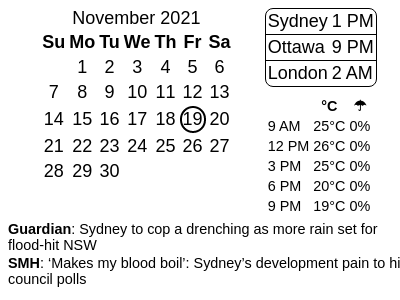 November 2021
Su Mo Tu We Th Fr Sa
1 2 3 4 5 6
7 8 9 10 11 12 13
14 15 16 17 18 19 20
21 22 23 24 25 26 27
28 29 30
Sydney 1 PM
Ottawa 9 PM
London 2 AM
°C ☂
9 AM 25°C 0%
12 PM 26°C 0%
3 PM 25°C 0%
6 PM 20°C 0%
9 PM 19°C 0%
Guardian: Sydney to cop a drenching as more rain set for
flood-hit NSW
SMH: ‘Makes my blood boil’: Sydney’s development pain to hi
council polls